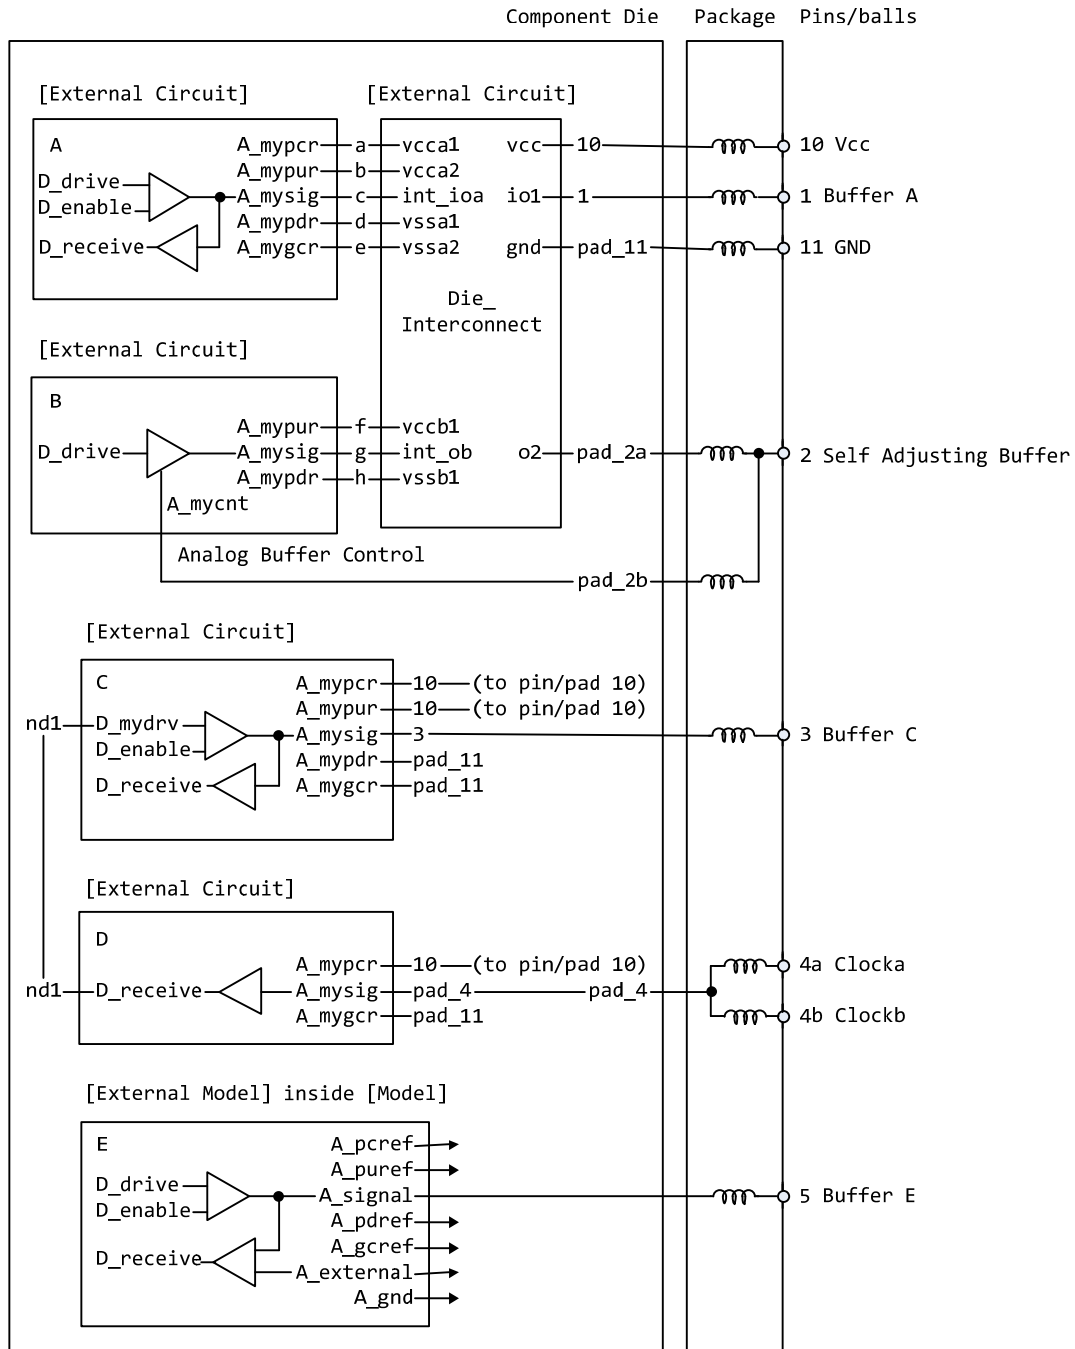 Component Die Package Pins/balls
[External Circuit] [External Circuit]
A A_mypcr a vcca1 vcc 10 10 Vcc
A_mypur b vcca2
D_drive
A_mysig c int_ioa io1 1 1 Buffer A
D_enable
A_mypdr d vssa1
D_receive A_mygcr e vssa2 gnd pad_11 11 GND
Die_
Interconnect
[External Circuit]
B
A_mypur f vccb1
D_drive A_mysig g int_ob o2 pad_2a 2 Self Adjusting Buffer
A_mypdr h vssb1
A_mycnt
Analog Buffer Control
pad_2b
[External Circuit]
C A_mypcr 10 (to pin/pad 10)
A_mypur 10 (to pin/pad 10)
nd1 D_mydrv
A_mysig 3 3 Buffer C
D_enable
A_mypdr pad_11
D_receive A_mygcr pad_11
[External Circuit]
D
A_mypcr 10 (to pin/pad 10) 4a Clocka
nd1 D_receive A_mysig pad_4 pad_4
A_mygcr pad_11 4b Clockb
[External Model] inside [Model]
E A_pcref
A_puref
D_drive
A_signal 5 Buffer E
D_enable
A_pdref
A_gcref
D_receive
A_external
A_gnd